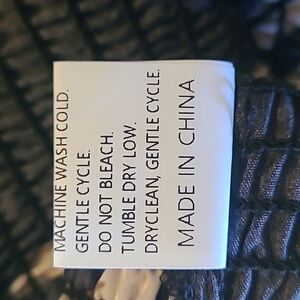 MACHINE WASH COLD.
GENTLE CYCLE.
DO NOT BLEACH.
TUMBLE DRY LOW.
DRYCLEAN, GENTLE CYCLE.
MADE IN CHINA